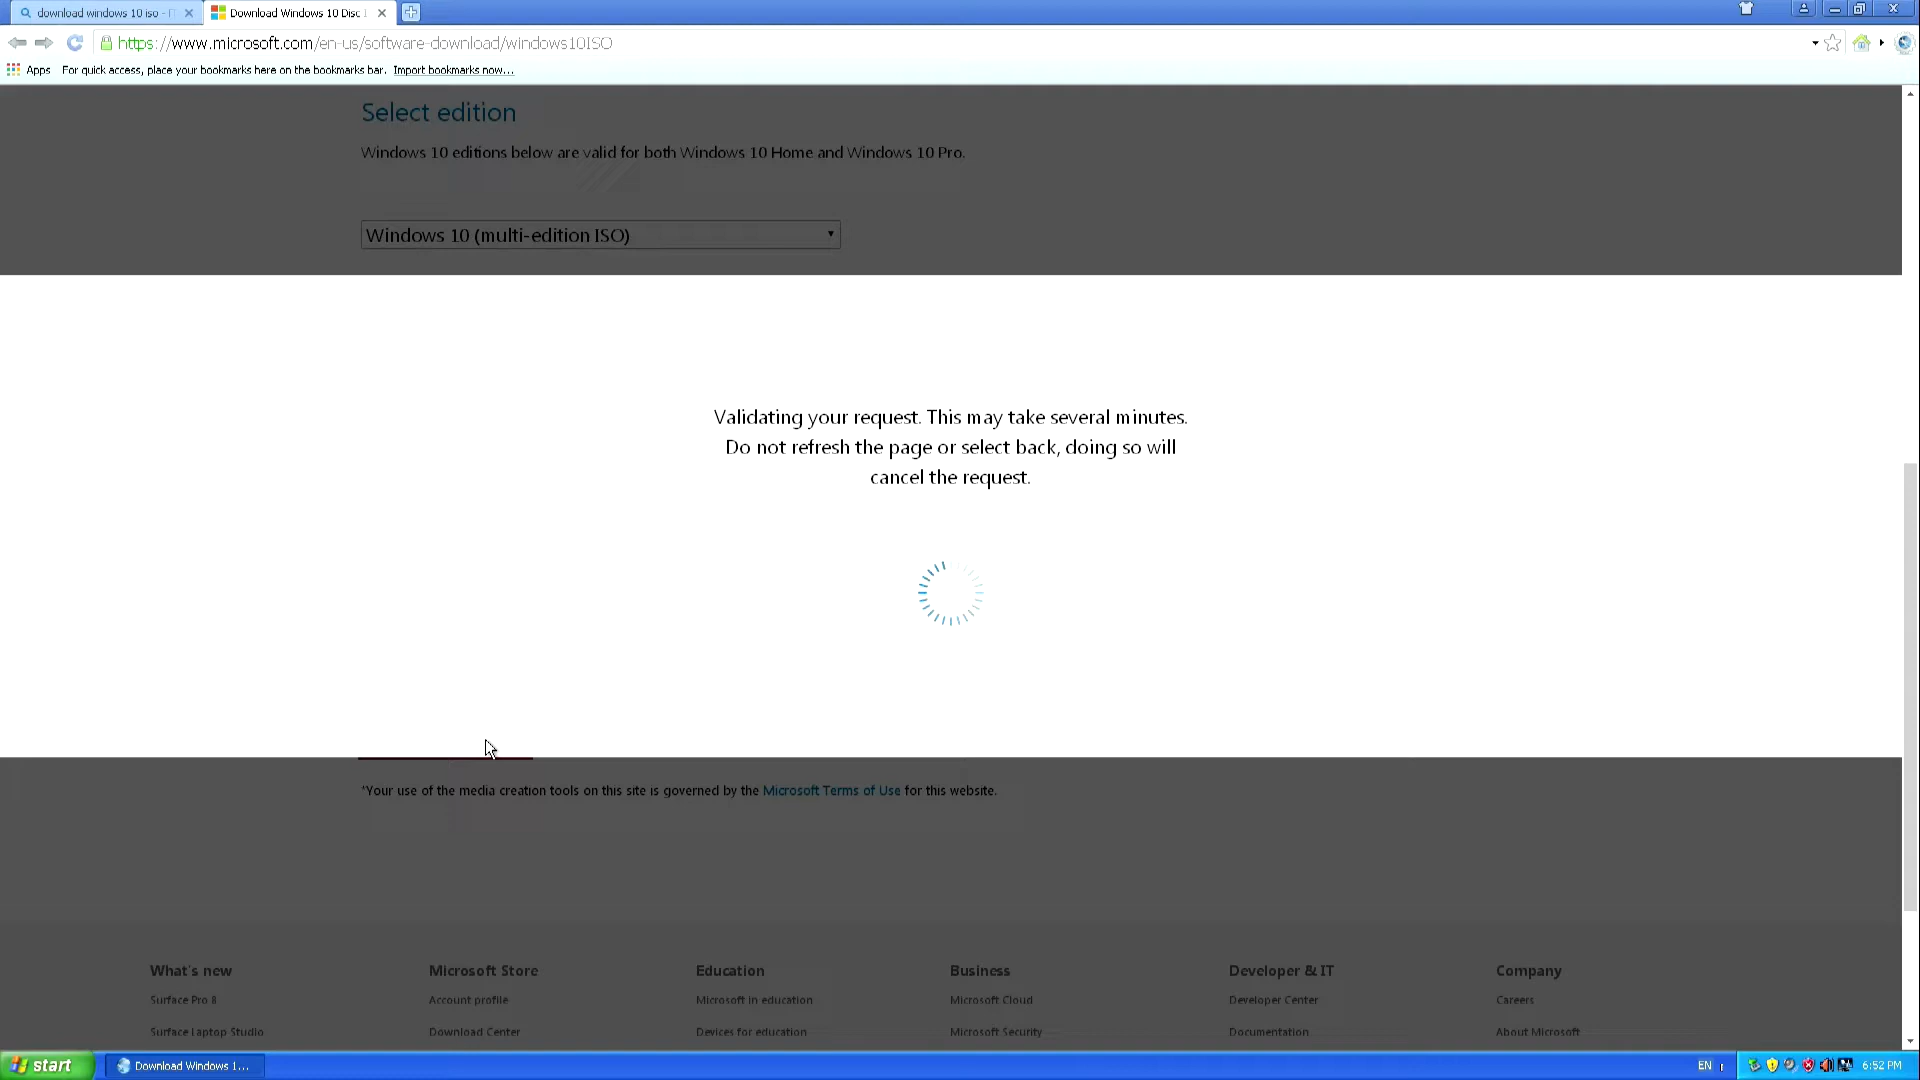 download windows 10 iso -
Download Windows 10 Disc
https://www.microsoft.com/en-us/software-download/windows10ISO
Apps For quick access, place your bookmarks here on the bookmarks bar. Import bookmarks now...
Select edition
Windows 10 editions below are valid for both Windows 10 Home and Windows 10 Pro.
Windows 10 (multi-edition ISO)
Validating your request. This may take several minutes.
Do not refresh the page or select back, doing so will
cancel the request.
*Your use of the media creation tools on this site is governed by the Microsoft Terms of Use for this website.
What's new Microsoft Store Education Business Developer & IT Company
Surface Pro 8 Account profile Microsoft in education Microsoft Cloud Developer Center Careers
Surface Laptop Studio Download Center Devices for education Microsoft Security Documentation About Microsoft
start Download Windows 1... EN 6:52 PM